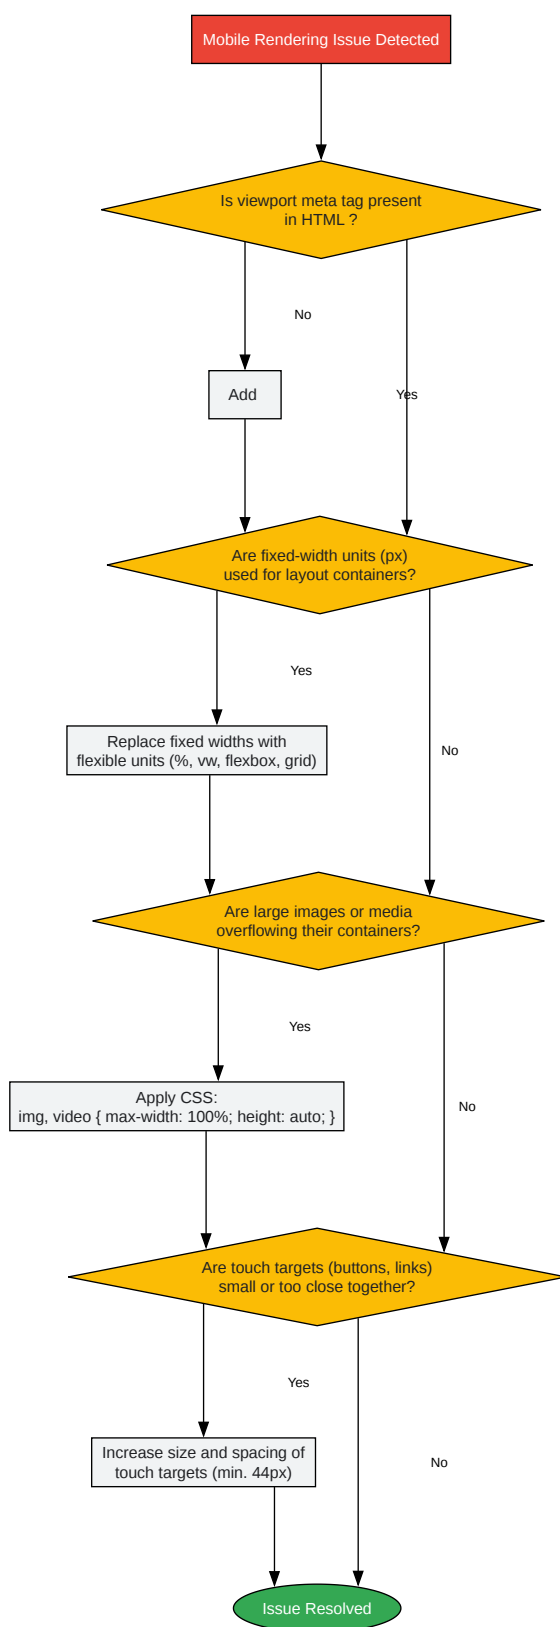 Mobile Rendering Issue Detected
Is viewport meta tag present
in HTML ?
No
Add
Yes
Are fixed-width units (px)
used for layout containers?
Yes
Replace fixed widths with
flexible units (%, vw, flexbox, grid)
No
Are large images or media
overflowing their containers?
Yes
Apply CSS:
img, video { max-width: 100%; height: auto; }
No
Are touch targets (buttons, links)
small or too close together?
Yes
Increase size and spacing of
touch targets (min. 44px)
No
Issue Resolved